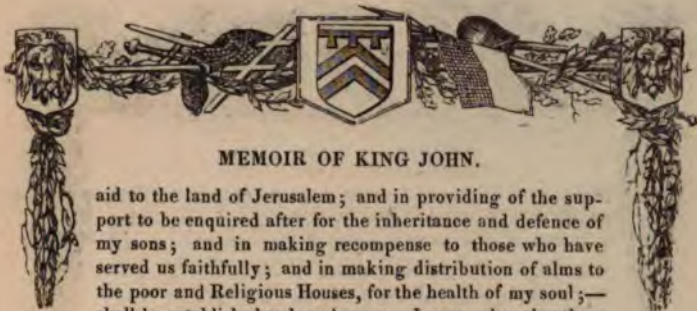 MEMOIR OF KING JOHN.
aid to the land of Jerusalem; and in providing of the sup-
port to be enquired after for the inheritance and defence of
my sons; and in making recompense to those who have
served us faithfully; and in making distribution of alms to
the poor and Religious Houses, for the health of my soul;—
shall be established